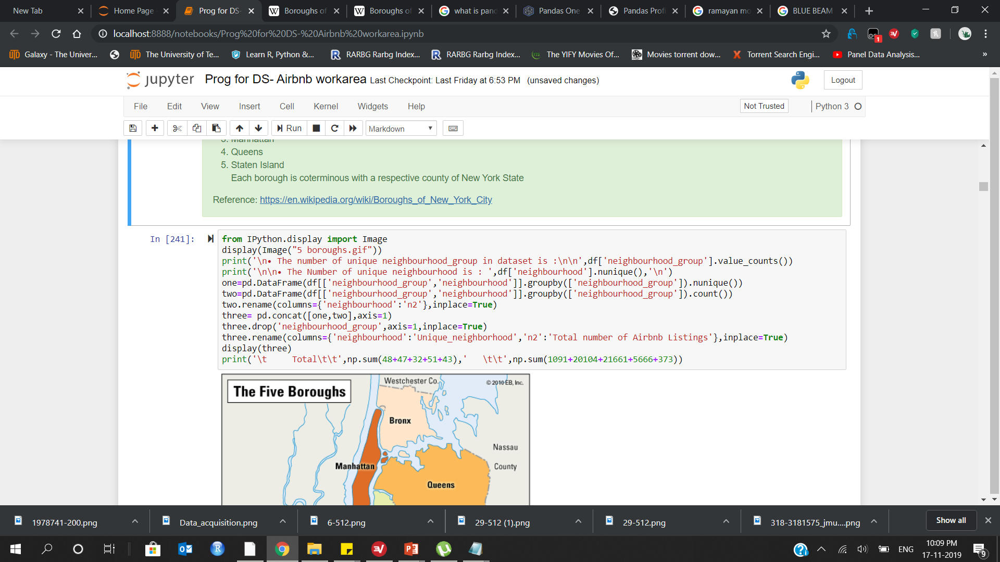 New Tab
Home Page
Prog for DS-
Boroughs of
Boroughs of
what is pand
Pandas One
Pandas Profi
ramayan mo
BLUE BEAM
localhost:8888/notebooks/Prog%20for%20DS-%20Airbnb%20workarea.ipynb
1
Galaxy - The Univer...
The University of Te...
Learn R, Python &...
RARBG Rarbg Index...
RARBG Rarbg Index...
The YIFY Movies Of...
Movies torrent dow...
Torrent Search Engi...
Panel Data Analysis...
»
jupyter Prog for DS- Airbnb workarea Last Checkpoint: Last Friday at 6:53 PM (unsaved changes)
Logout
File Edit View Insert Cell Kernel Widgets Help
Not Trusted
Python 3
Run
Markdown
3. Manhattan
4. Queens
5. Staten Island
Each borough is coterminous with a respective county of New York State
Reference: https://en.wikipedia.org/wiki/Boroughs_of_New_York_City
In [241]:
from IPython.display import Image
display(Image("5 boroughs.gif"))
print('\n• The number of unique neighbourhood_group in dataset is :\n\n',df['neighbourhood_group'].value_counts())
print('\n\n• The Number of unique neighbourhood is : ',df['neighbourhood'].nunique(),'\n')
one=pd.DataFrame(df[['neighbourhood_group','neighbourhood']].groupby(['neighbourhood_group']).nunique())
two=pd.DataFrame(df[['neighbourhood_group','neighbourhood']].groupby(['neighbourhood_group']).count())
two.rename(columns={'neighbourhood':'n2'},inplace=True)
three= pd.concat([one,two],axis=1)
three.drop('neighbourhood_group',axis=1,inplace=True)
three.rename(columns={'neighbourhood':'Unique_neighborhood','n2':'Total number of Airbnb Listings'},inplace=True)
display(three)
print('\t     Total\t\t',np.sum(48+47+32+51+43),'   \t\t',np.sum(1091+20104+21661+5666+373))
The Five Boroughs
Westchester Co.
© 2010 EB, Inc.
Bronx
Nassau
County
Manhattan
Queens
1978741-200.png
Data_acquisition.png
6-512.png
29-512 (1).png
29-512.png
318-3181575_jmu....png
Show all
ENG
10:09 PM
17-11-2019
9